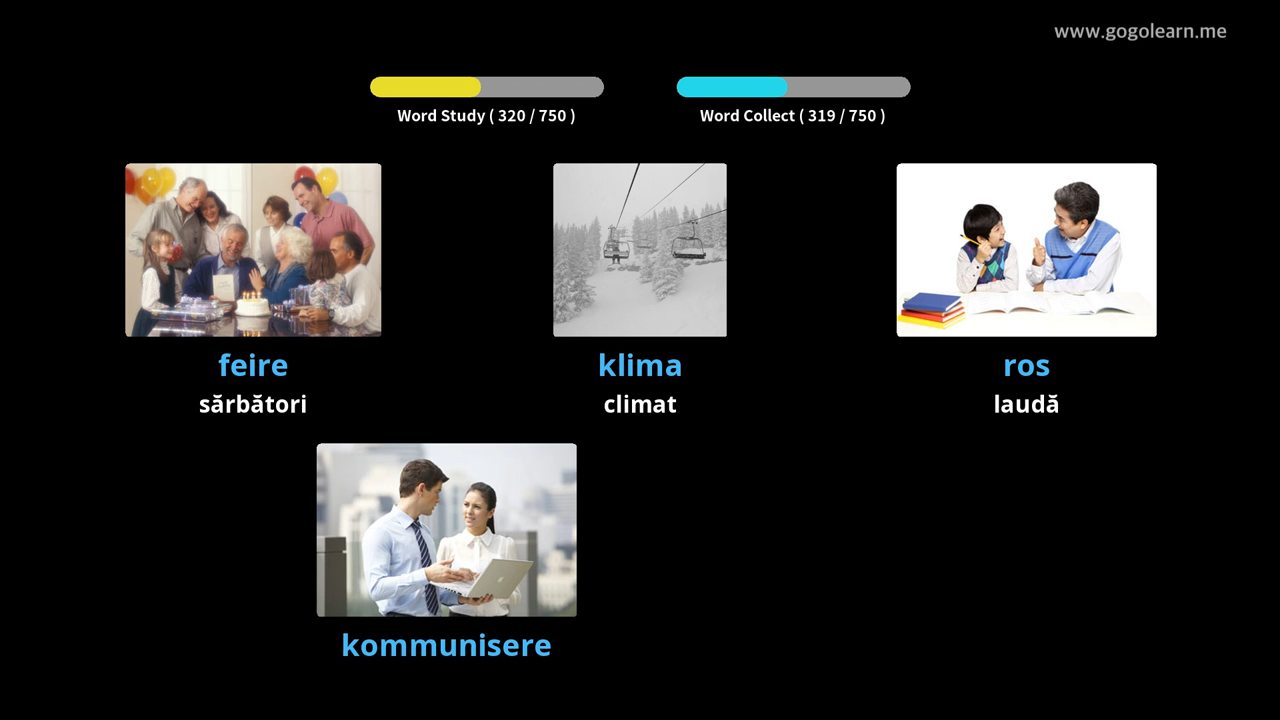 www.gogolearn.me
Word Study ( 320 / 750 )
Word Collect ( 319 / 750 )
feire
sărbători
klima
climat
ros
laudă
kommunisere